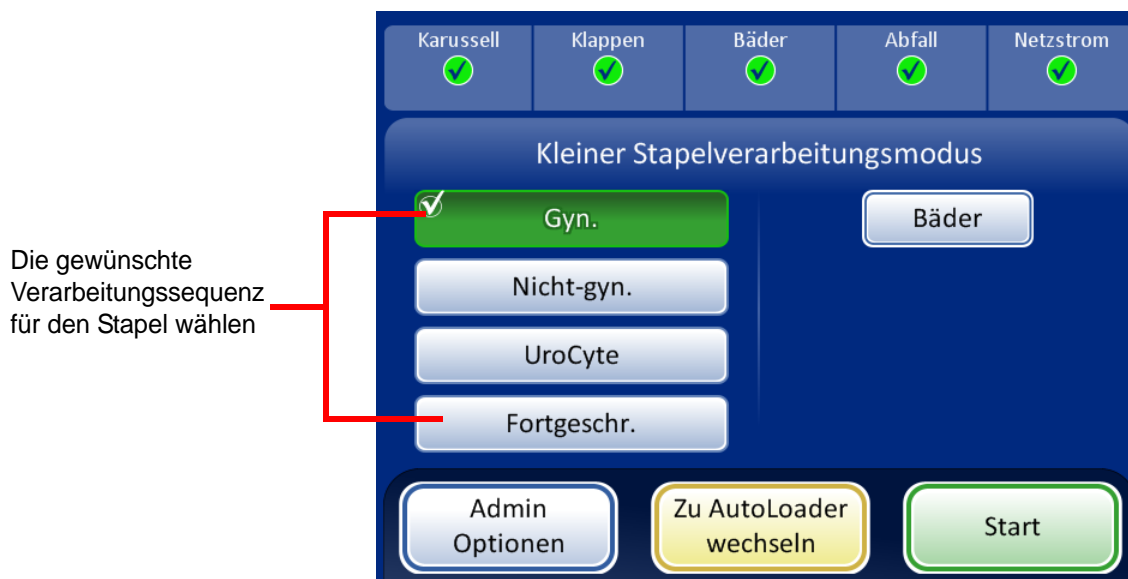 Karussell Klappen Bäder Abfall Netzstrom
Kleiner Stapelverarbeitungsmodus
Die gewünschte
Verarbeitungssequenz
für den Stapel wählen
Gyn.
Nicht-gyn.
UroCyte
Fortgeschr.
Bäder
Admin
Optionen
Zu AutoLoader
wechseln
Start